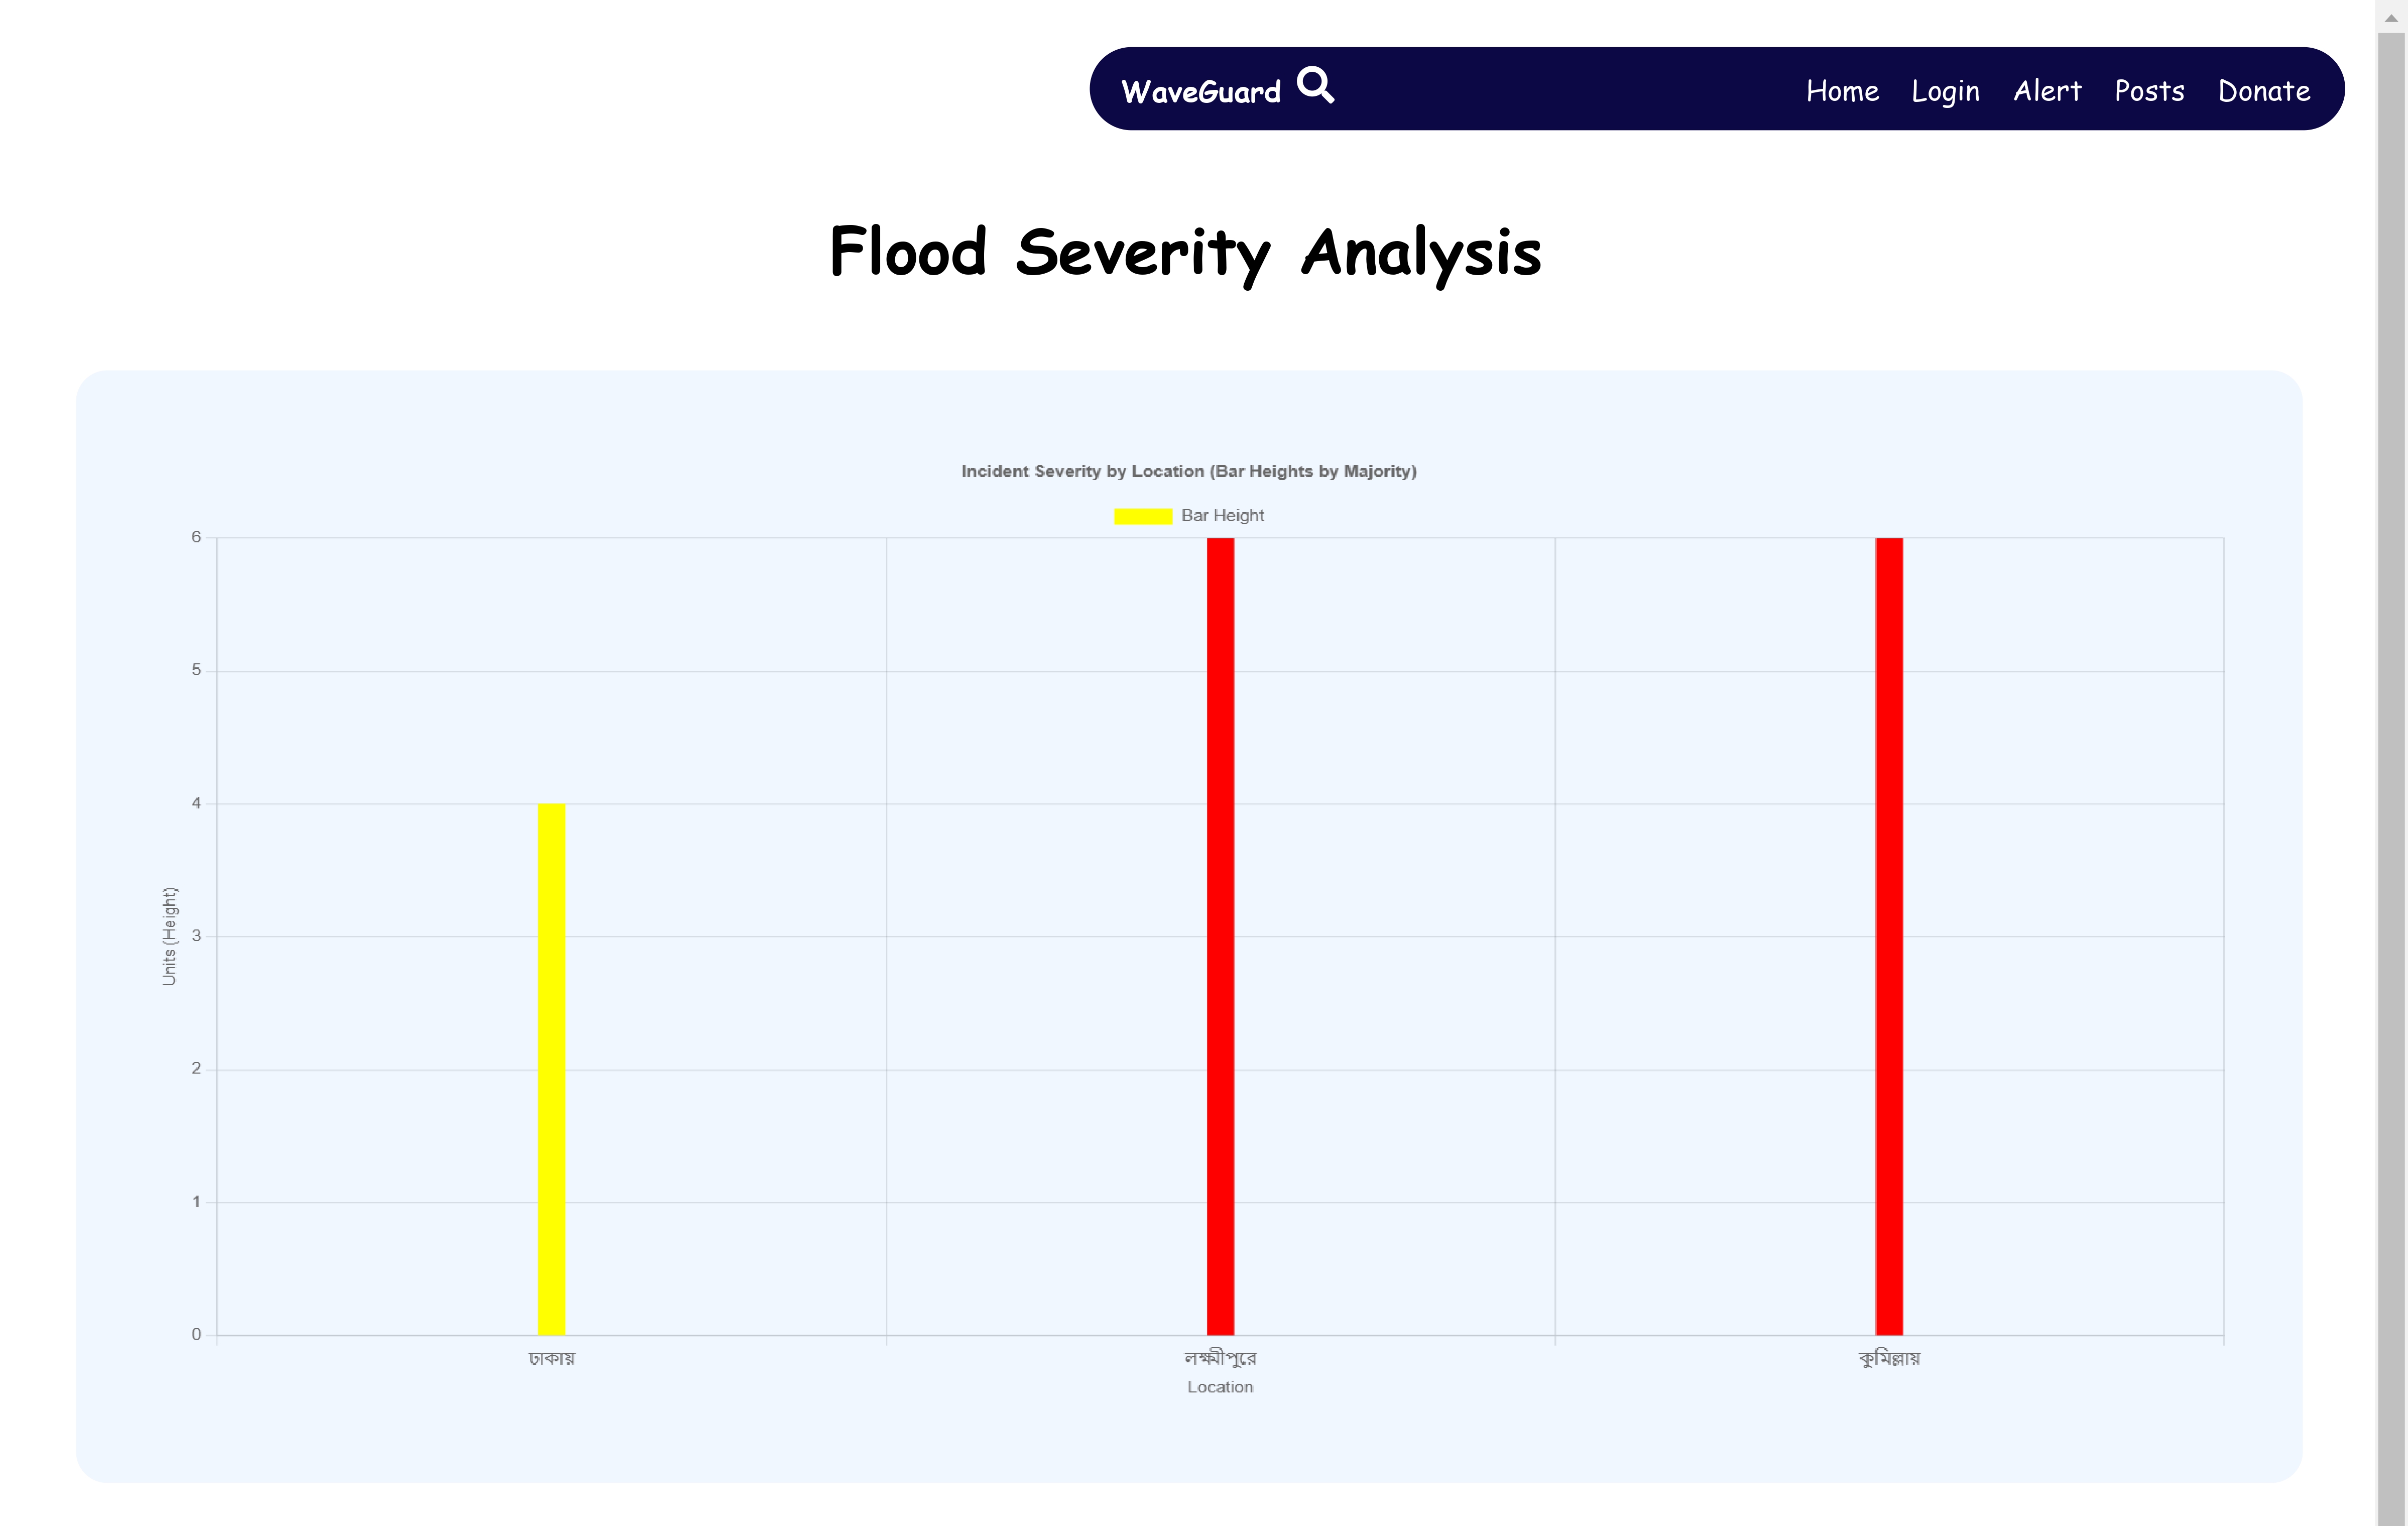 WaveGuard Home Login Alert Posts Donate
Flood Severity Analysis
Incident Severity by Location (Bar Heights by Majority)
Bar Height
6
5
4
3
2
1
0
Units (Height)
ঢাকায় লক্ষ্মীপুরে কুমিল্লায়
Location